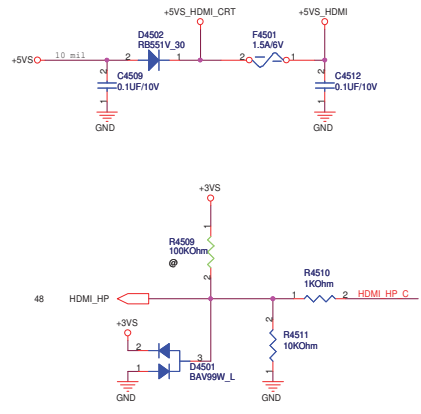 +5VS_HDMI_CRT
+5VS_HDMI
D4502
RB551V_30
F4501
1.5A/6V
+5VS
10 mil
2
1
2
1
2
C4509
0.1UF/10V
1
GND
2
C4512
0.1UF/10V
1
GND
+3VS
1
R4509
100KOhm
@
2
R4510
1KOhm
48
HDMI_HP
1
2
HDMI_HP_C
+3VS
2
R4511
10KOhm
1
2
3
1
D4501
BAV99W_L
GND
GND